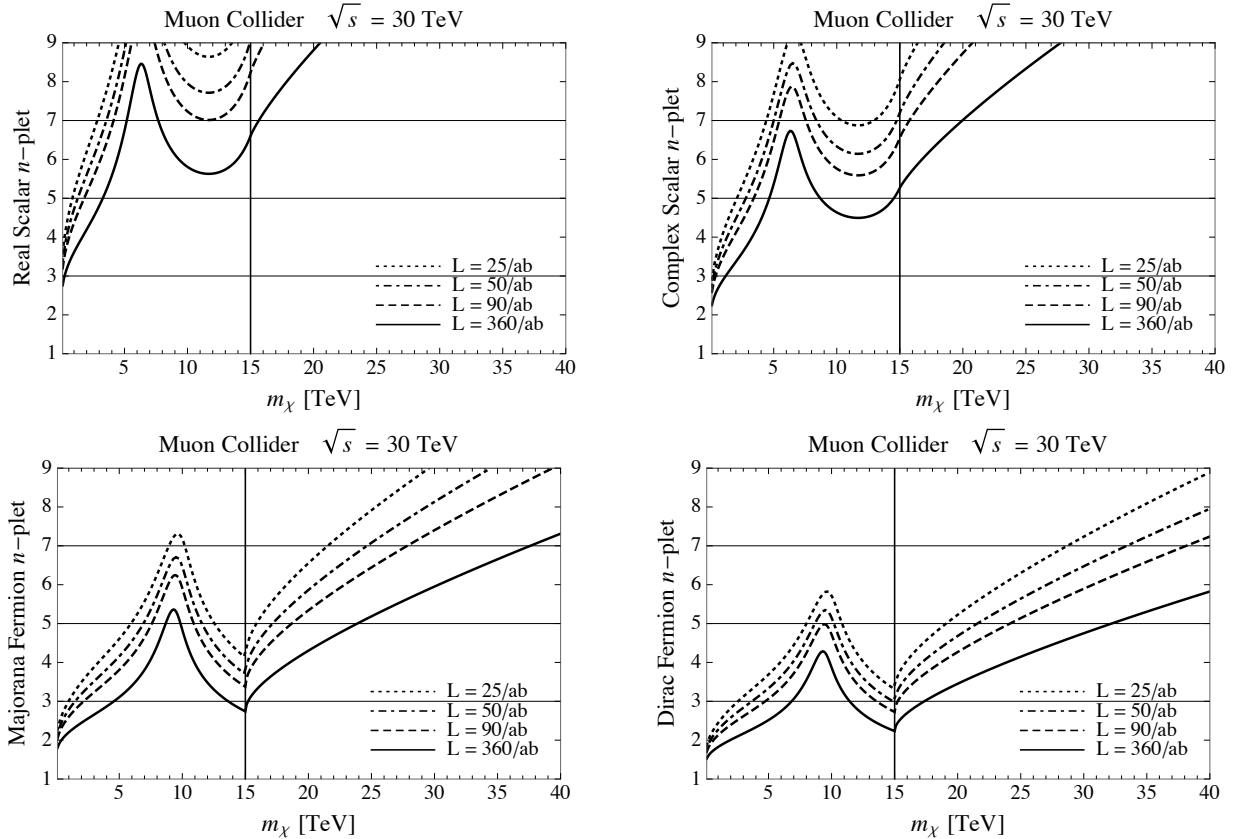 Muon Collider √s = 30 TeV
Real Scalar n−plet
9
8
7
6
5
4
3
2
1
L = 25/ab
L = 50/ab
L = 90/ab
L = 360/ab
5 10 15 20 25 30 35 40
mχ [TeV]
Muon Collider √s = 30 TeV
Complex Scalar n−plet
9
8
7
6
5
4
3
2
1
L = 25/ab
L = 50/ab
L = 90/ab
L = 360/ab
5 10 15 20 25 30 35 40
mχ [TeV]
Muon Collider √s = 30 TeV
Majorana Fermion n−plet
9
8
7
6
5
4
3
2
1
L = 25/ab
L = 50/ab
L = 90/ab
L = 360/ab
5 10 15 20 25 30 35 40
mχ [TeV]
Muon Collider √s = 30 TeV
Dirac Fermion n−plet
9
8
7
6
5
4
3
2
1
L = 25/ab
L = 50/ab
L = 90/ab
L = 360/ab
5 10 15 20 25 30 35 40
mχ [TeV]